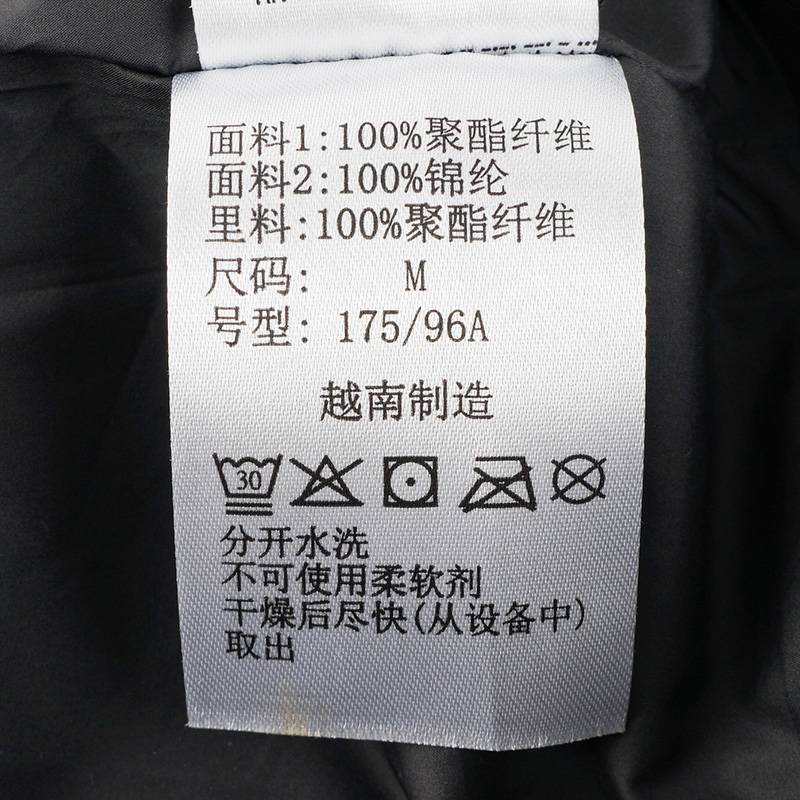 面料1:100%聚酯纤维
面料2:100%锦纶
里料:100%聚酯纤维
尺码: M
号型: 175/96A
越南制造
30
分开水洗
不可使用柔软剂
干燥后尽快(从设备中)
取出